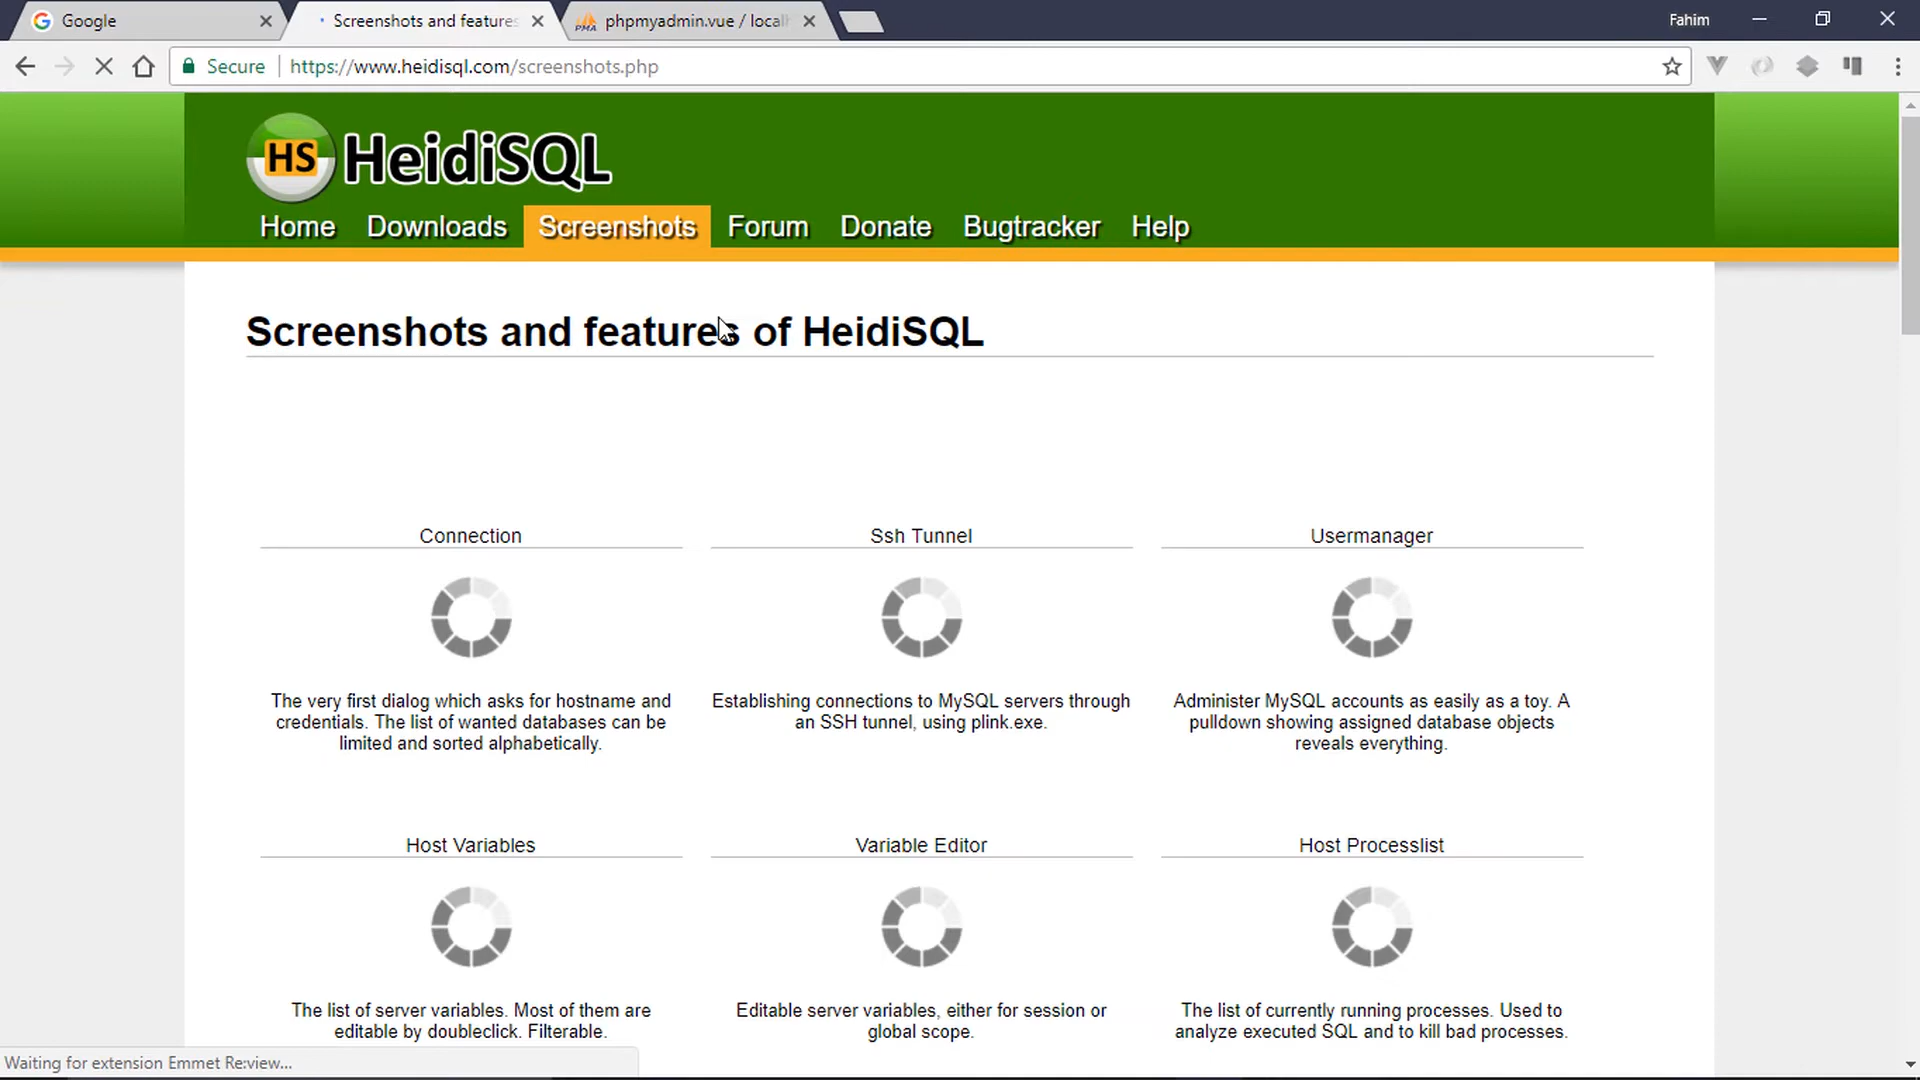 Google
Screenshots and features
PMA
phpmyadmin.vue / local
Fahim
Secure
https://www.heidisql.com/screenshots.php
HS HeidiSQL
Home Downloads Screenshots Forum Donate Bugtracker Help
Screenshots and features of HeidiSQL
Connection
The very first dialog which asks for hostname and
credentials. The list of wanted databases can be
limited and sorted alphabetically.
Ssh Tunnel
Establishing connections to MySQL servers through
an SSH tunnel, using plink.exe.
Usermanager
Administer MySQL accounts as easily as a toy. A
pulldown showing assigned database objects
reveals everything.
Host Variables
The list of server variables. Most of them are
editable by doubleclick. Filterable.
Variable Editor
Editable server variables, either for session or
global scope.
Host Processlist
The list of currently running processes. Used to
analyze executed SQL and to kill bad processes.
Waiting for extension Emmet Re:view...